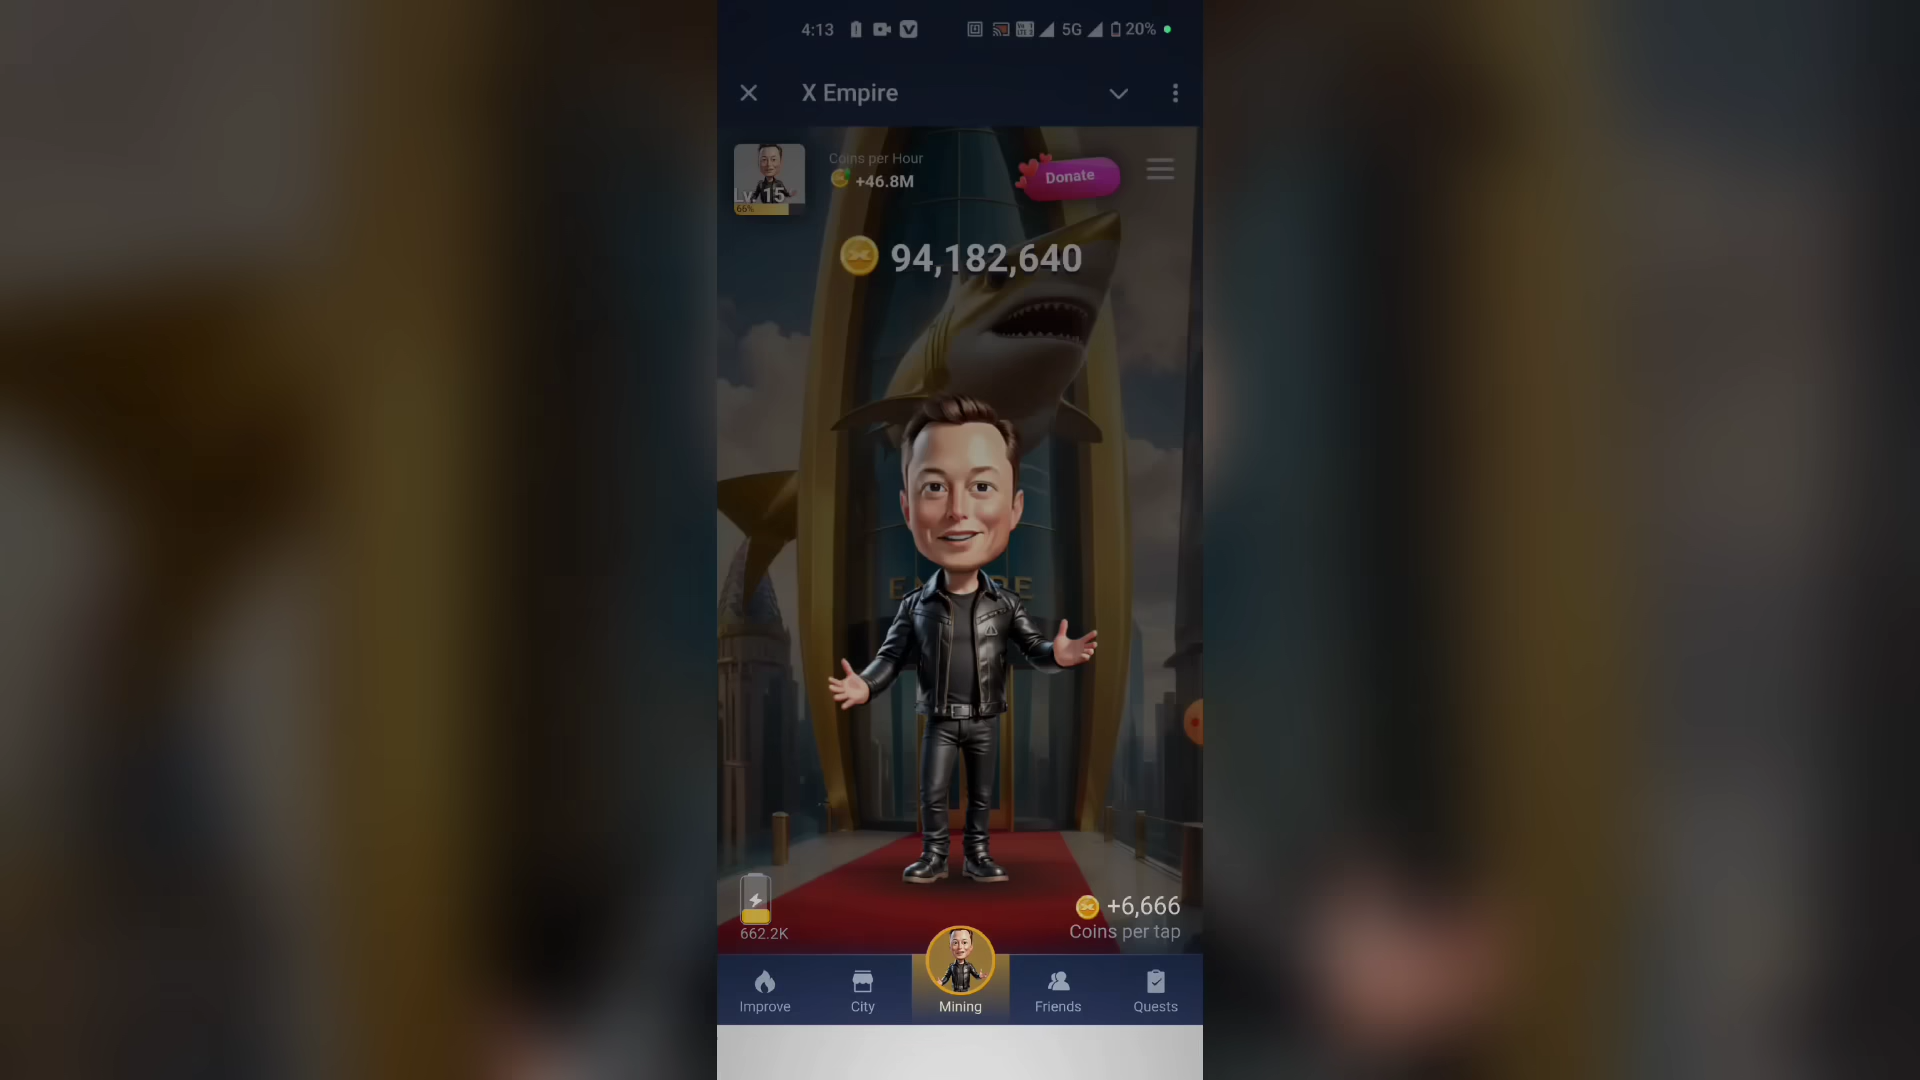 4:13
5G
20%
X Empire
Coins per Hour
+46.8M
Lv. 15
66%
Donate
94,182,640
662.2K
+6,666
Coins per tap
Improve
City
Mining
Friends
Quests